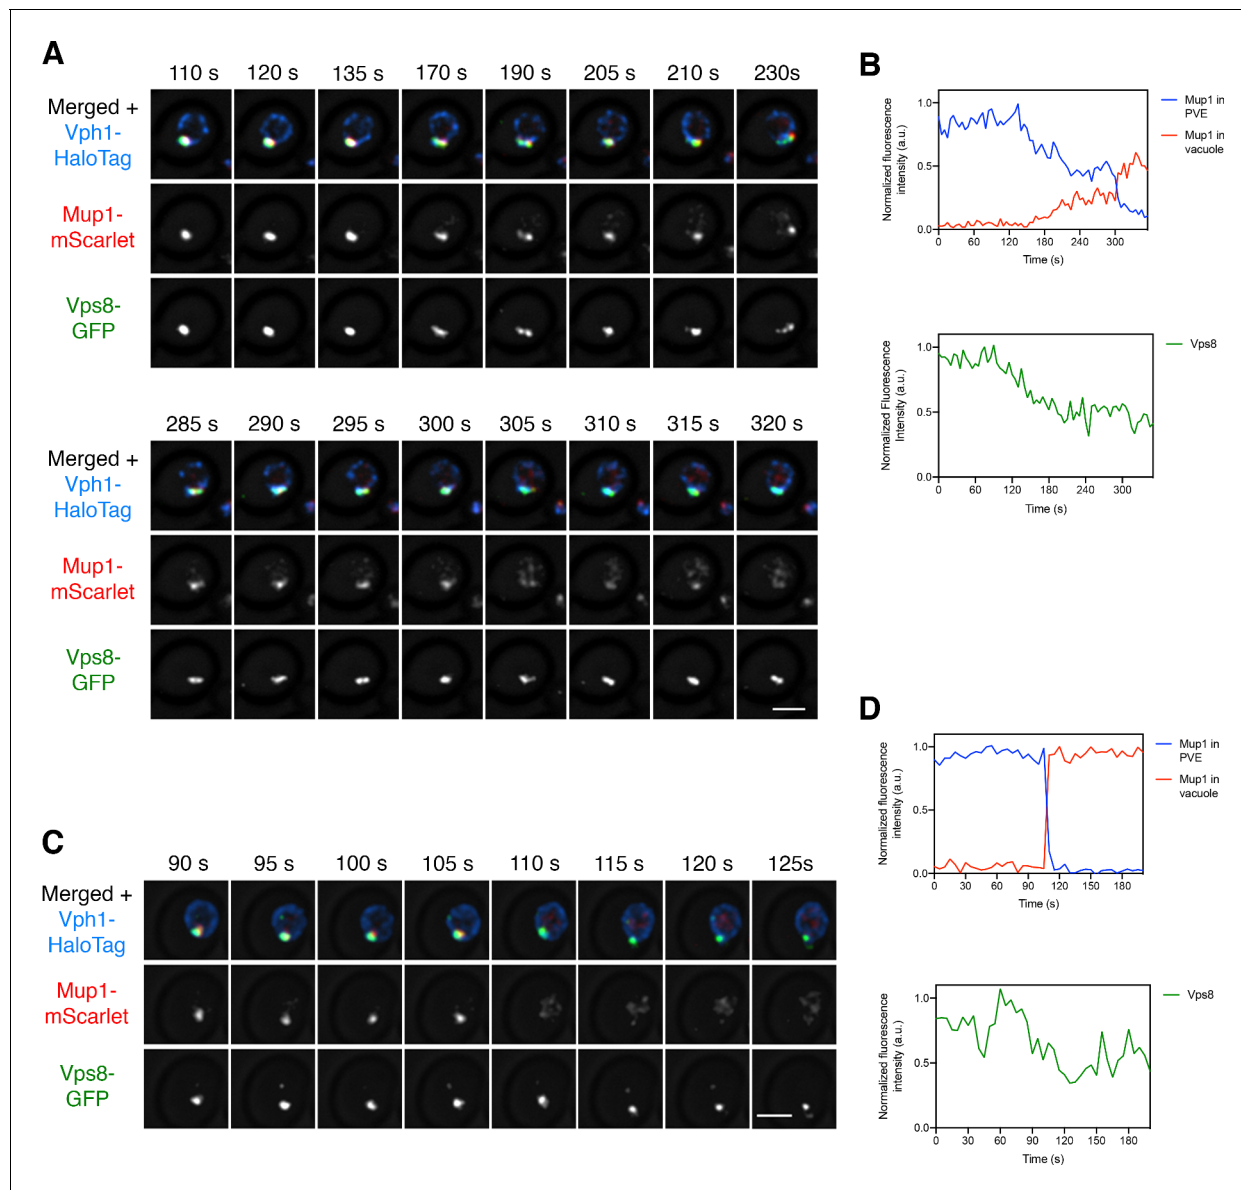 A
110 s 120 s 135 s 170 s 190 s 205 s 210 s 230s
Merged +
Vph1-
HaloTag
Mup1-
mScarlet
Vps8-
GFP
285 s 290 s 295 s 300 s 305 s 310 s 315 s 320 s
Merged +
Vph1-
HaloTag
Mup1-
mScarlet
Vps8-
GFP
B
Normalized fluorescence
intensity (a.u.)
1.0
0.5
0.0
0 60 120 180 240 300
Time (s)
Mup1 in
PVE
Mup1 in
vacuole
Normalized Fluorescence
Intensity (a.u.)
1.0
0.5
0.0
0 60 120 180 240 300
Time (s)
Vps8
C
90 s 95 s 100 s 105 s 110 s 115 s 120 s 125s
Merged +
Vph1-
HaloTag
Mup1-
mScarlet
Vps8-
GFP
D
Normalized fluorescence
intensity (a.u.)
1.0
0.5
0.0
0 30 60 90 120 150 180
Time (s)
Mup1 in
PVE
Mup1 in
vacuole
Normalized fluorescence
intensity (a.u.)
1.0
0.5
0.0
0 30 60 90 120 150 180
Time (s)
Vps8